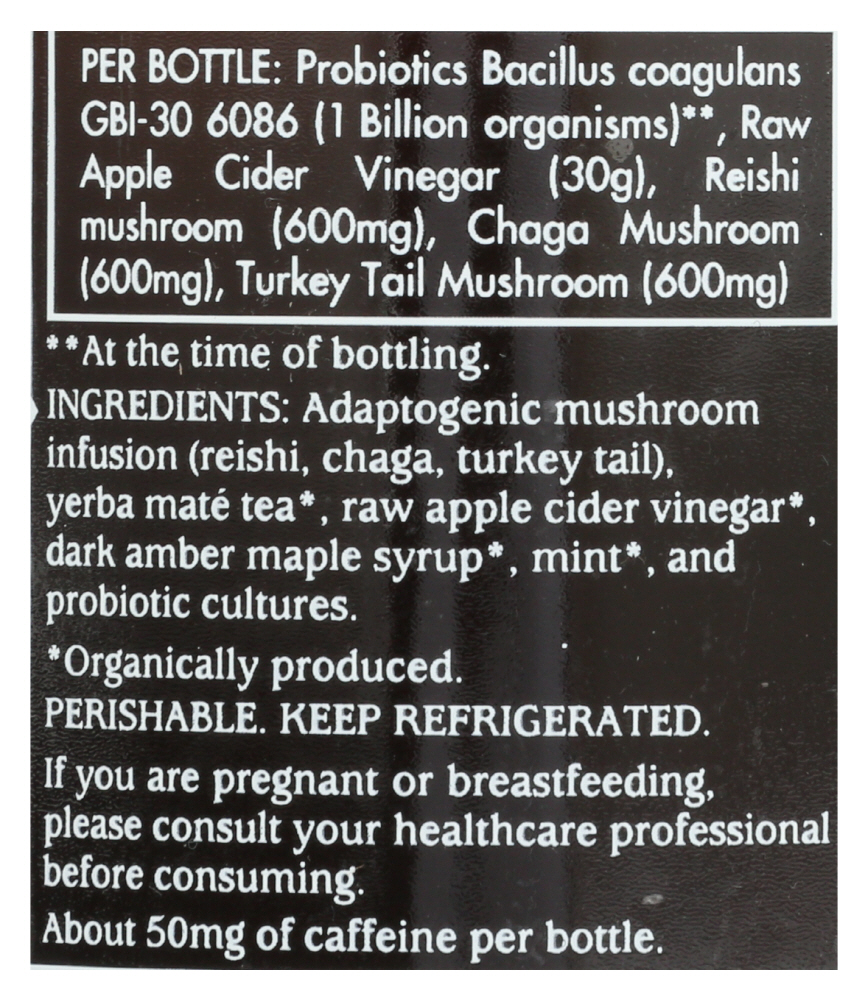 PER BOTTLE: Probiotics Bacillus coagulans
GBI-30 6086 (1 Billion organisms)**, Raw
Apple Cider Vinegar (30g), Reishi
mushroom (600mg), Chaga Mushroom
(600mg), Turkey Tail Mushroom (600mg)
**At the time of bottling.
INGREDIENTS: Adaptogenic mushroom
infusion (reishi, chaga, turkey tail),
yerba maté tea*, raw apple cider vinegar*,
dark amber maple syrup*, mint*, and
probiotic cultures.
*Organically produced.
PERISHABLE. KEEP REFRIGERATED.
If you are pregnant or breastfeeding,
please consult your healthcare professional
before consuming.
About 50mg of caffeine per bottle.